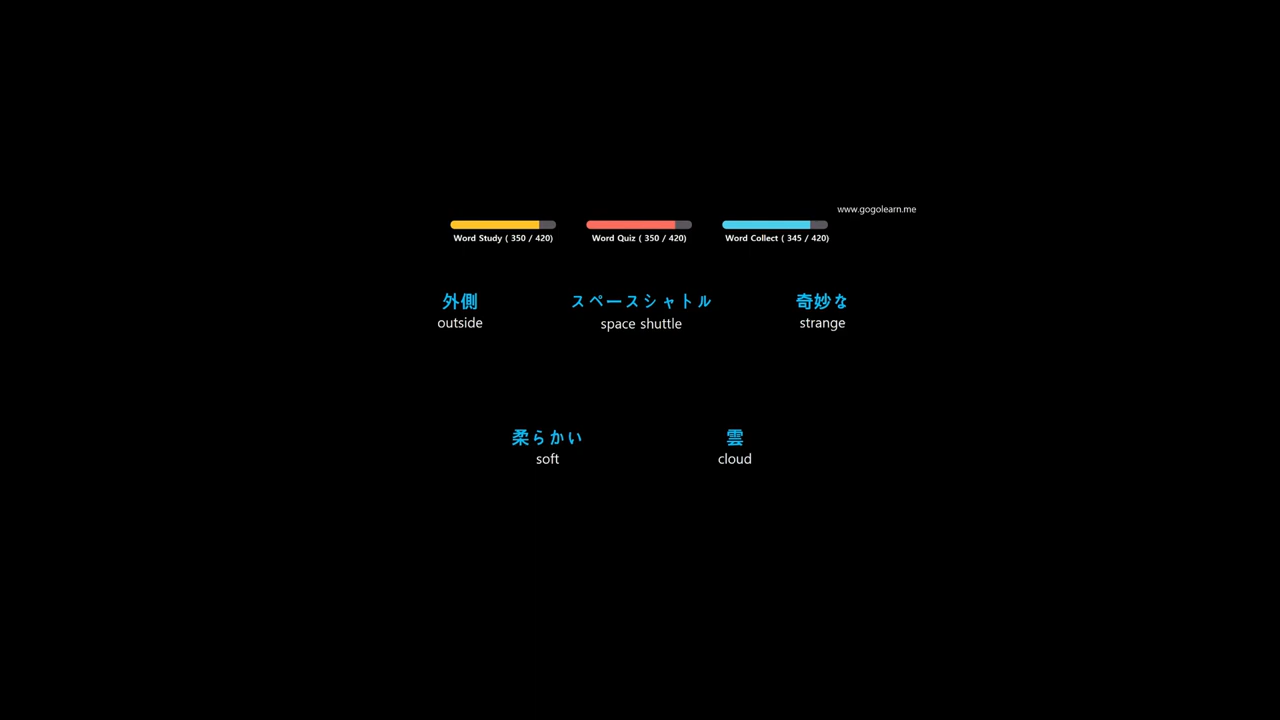 www.gogolearn.me
Word Study ( 350 / 420)
Word Quiz ( 350 / 420)
Word Collect ( 345 / 420)
外側
outside
スペースシャトル
space shuttle
奇妙な
strange
柔らかい
soft
雲
cloud